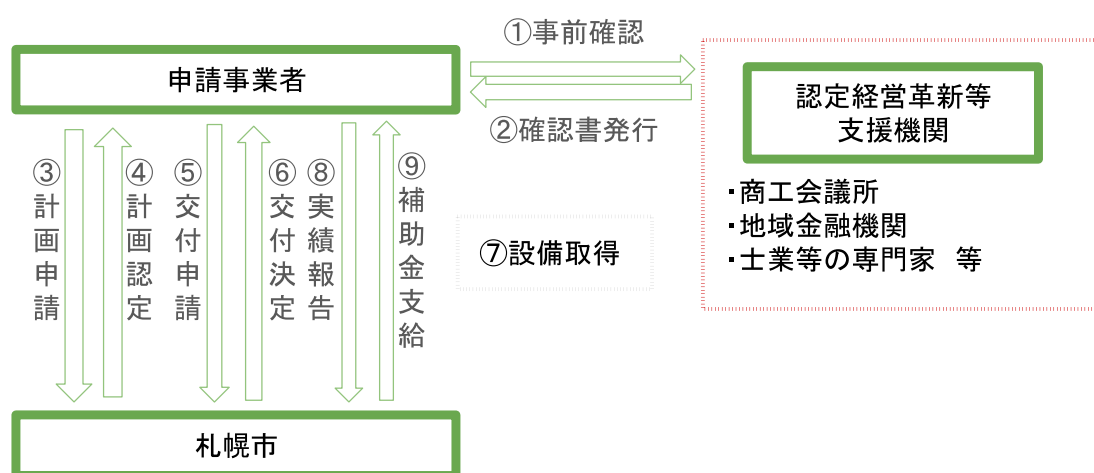 ①事前確認
申請事業者
認定経営革新等
支援機関
②確認書発行
③計画申請
④計画認定
⑤交付申請
⑥交付決定
⑧実績報告
⑨補助金支給
⑦設備取得
・商工会議所
・地域金融機関
・士業等の専門家　等
札幌市